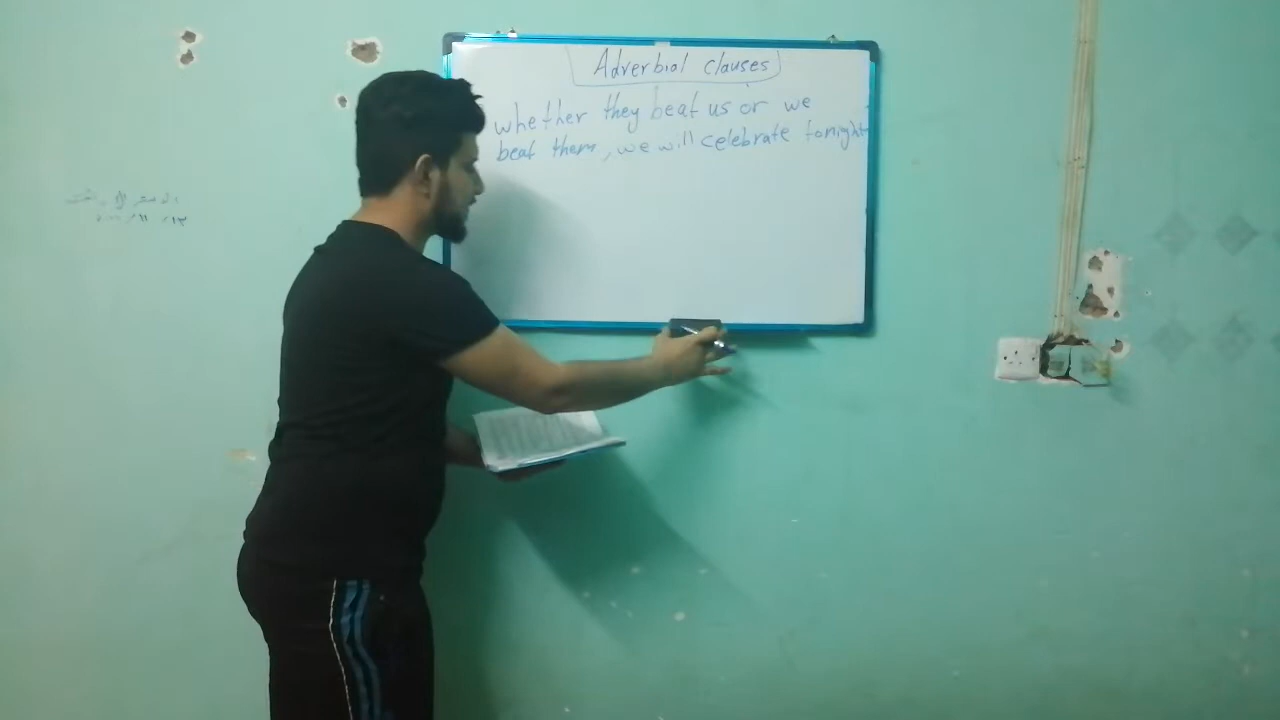 Adverbial clauses
whether they beat us or we
beat them, we will celebrate tonight